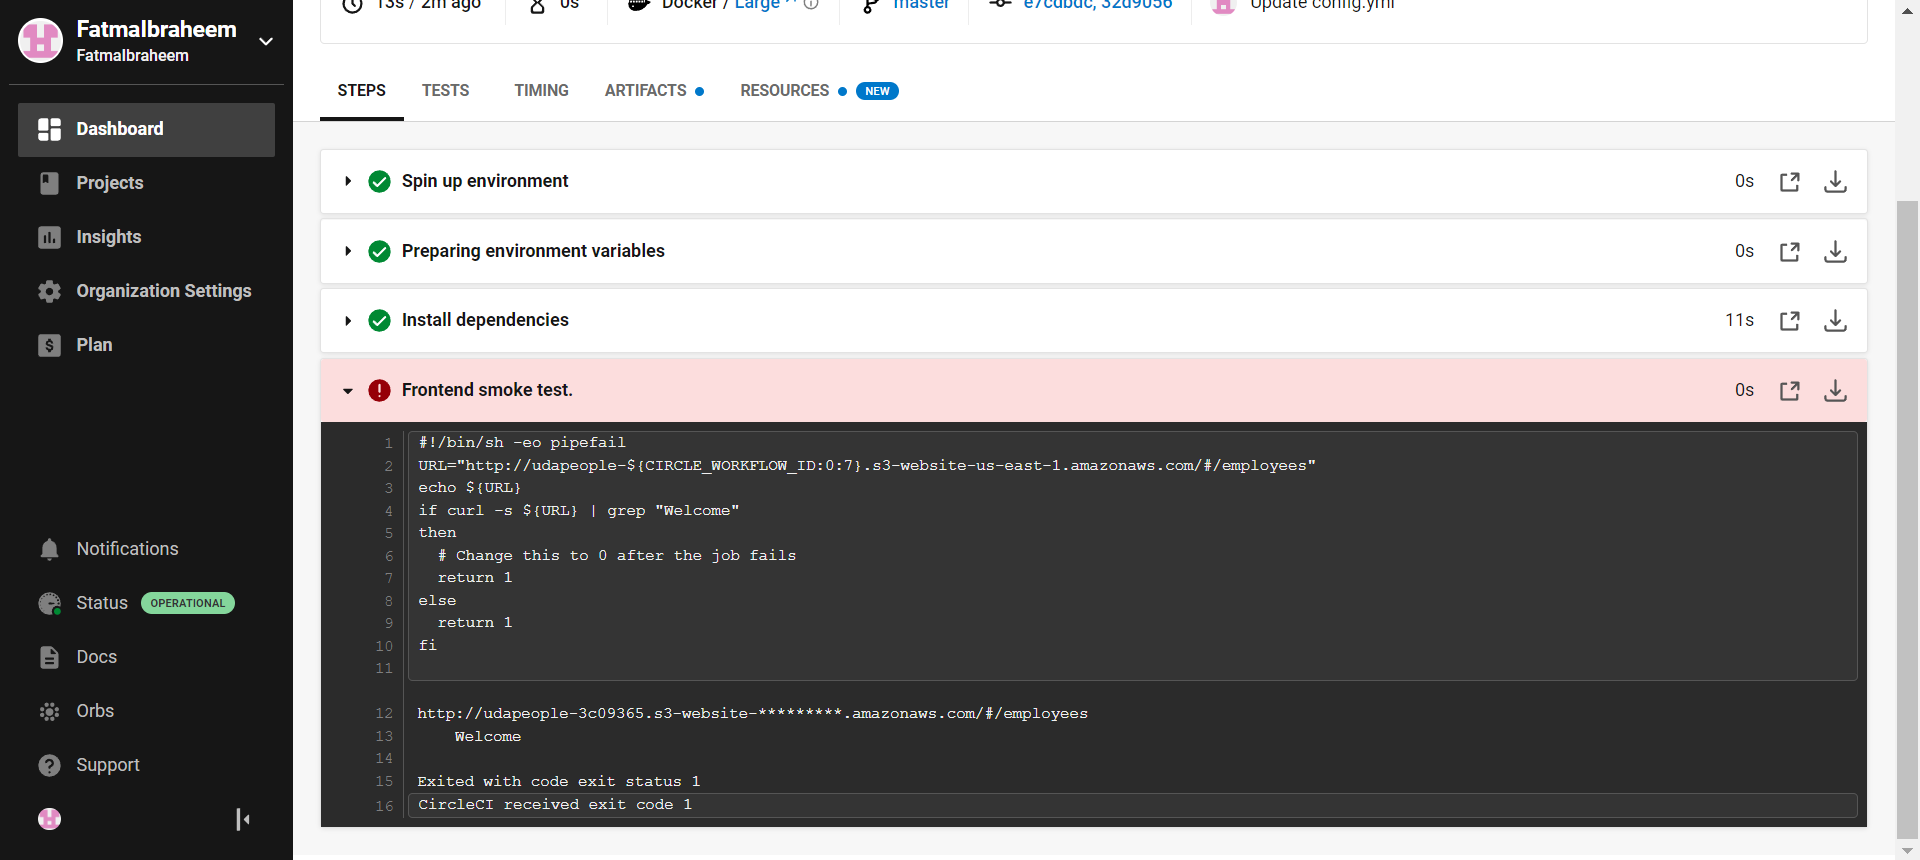 Fatmalbraheem
Fatmalbraheem
Dashboard
Projects
Insights
Organization Settings
Plan
Notifications
Status OPERATIONAL
Docs
Orbs
Support
13s / 2m ago
0s
Docker / Large
master
e7cdbdc, 32d9056
Update config.yml
STEPS TESTS TIMING ARTIFACTS RESOURCES NEW
Spin up environment 0s
Preparing environment variables 0s
Install dependencies 11s
Frontend smoke test. 0s
1 #!/bin/sh -eo pipefail
2 URL="http://udapeople-${CIRCLE_WORKFLOW_ID:0:7}.s3-website-us-east-1.amazonaws.com/#/employees"
3 echo ${URL}
4 if curl -s ${URL} | grep "Welcome"
5 then
6 # Change this to 0 after the job fails
7 return 1
8 else
9 return 1
10 fi
11
12 http://udapeople-3c09365.s3-website-*********.amazonaws.com/#/employees
13 Welcome
14
15 Exited with code exit status 1
16 CircleCI received exit code 1